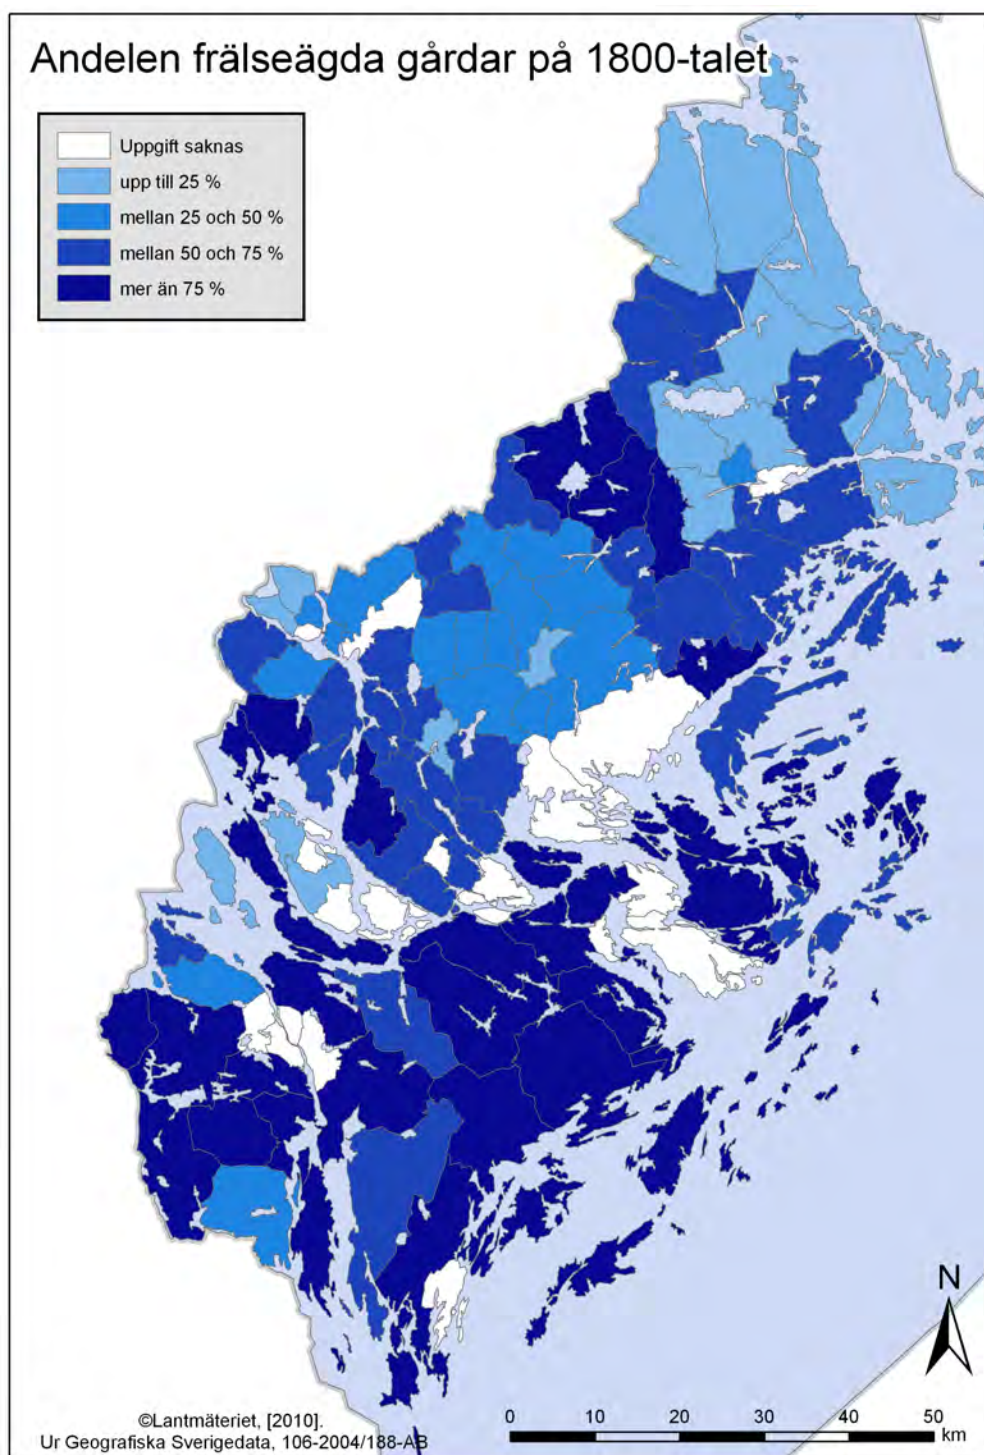 Andelen frälseägda gårdar på 1800-talet
Uppgift saknas
upp till 25 %
mellan 25 och 50 %
mellan 50 och 75 %
mer än 75 %
N
0 10 20 30 40 50
km
©Lantmäteriet, [2010].
Ur Geografiska Sverigedata, 106-2004/188-AB